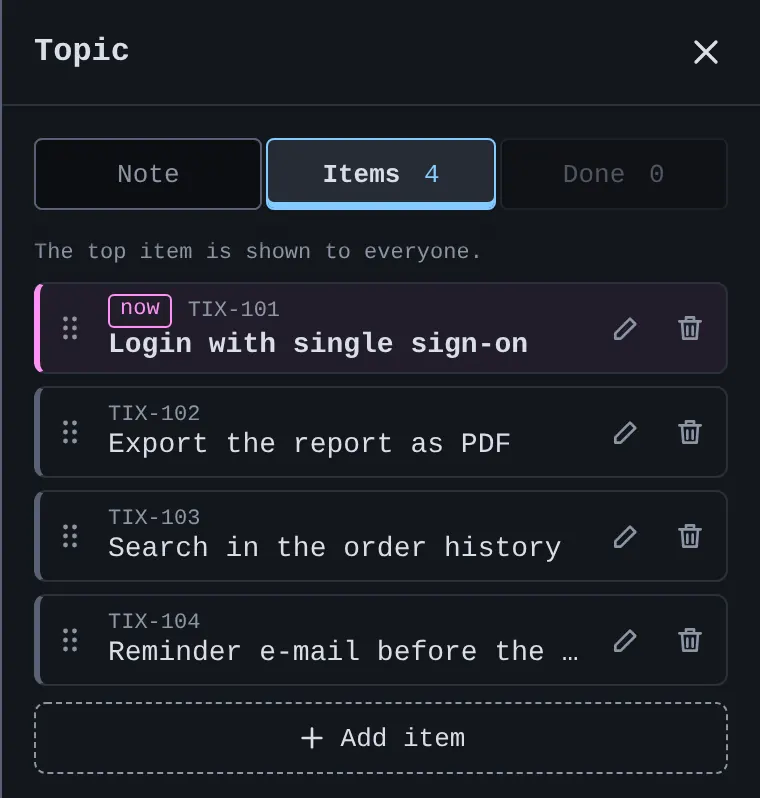 Topic
Note
Items 4
Done 0
The top item is shown to everyone.
now TIX-101
Login with single sign-on
TIX-102
Export the report as PDF
TIX-103
Search in the order history
TIX-104
Reminder e-mail before the …
Add item